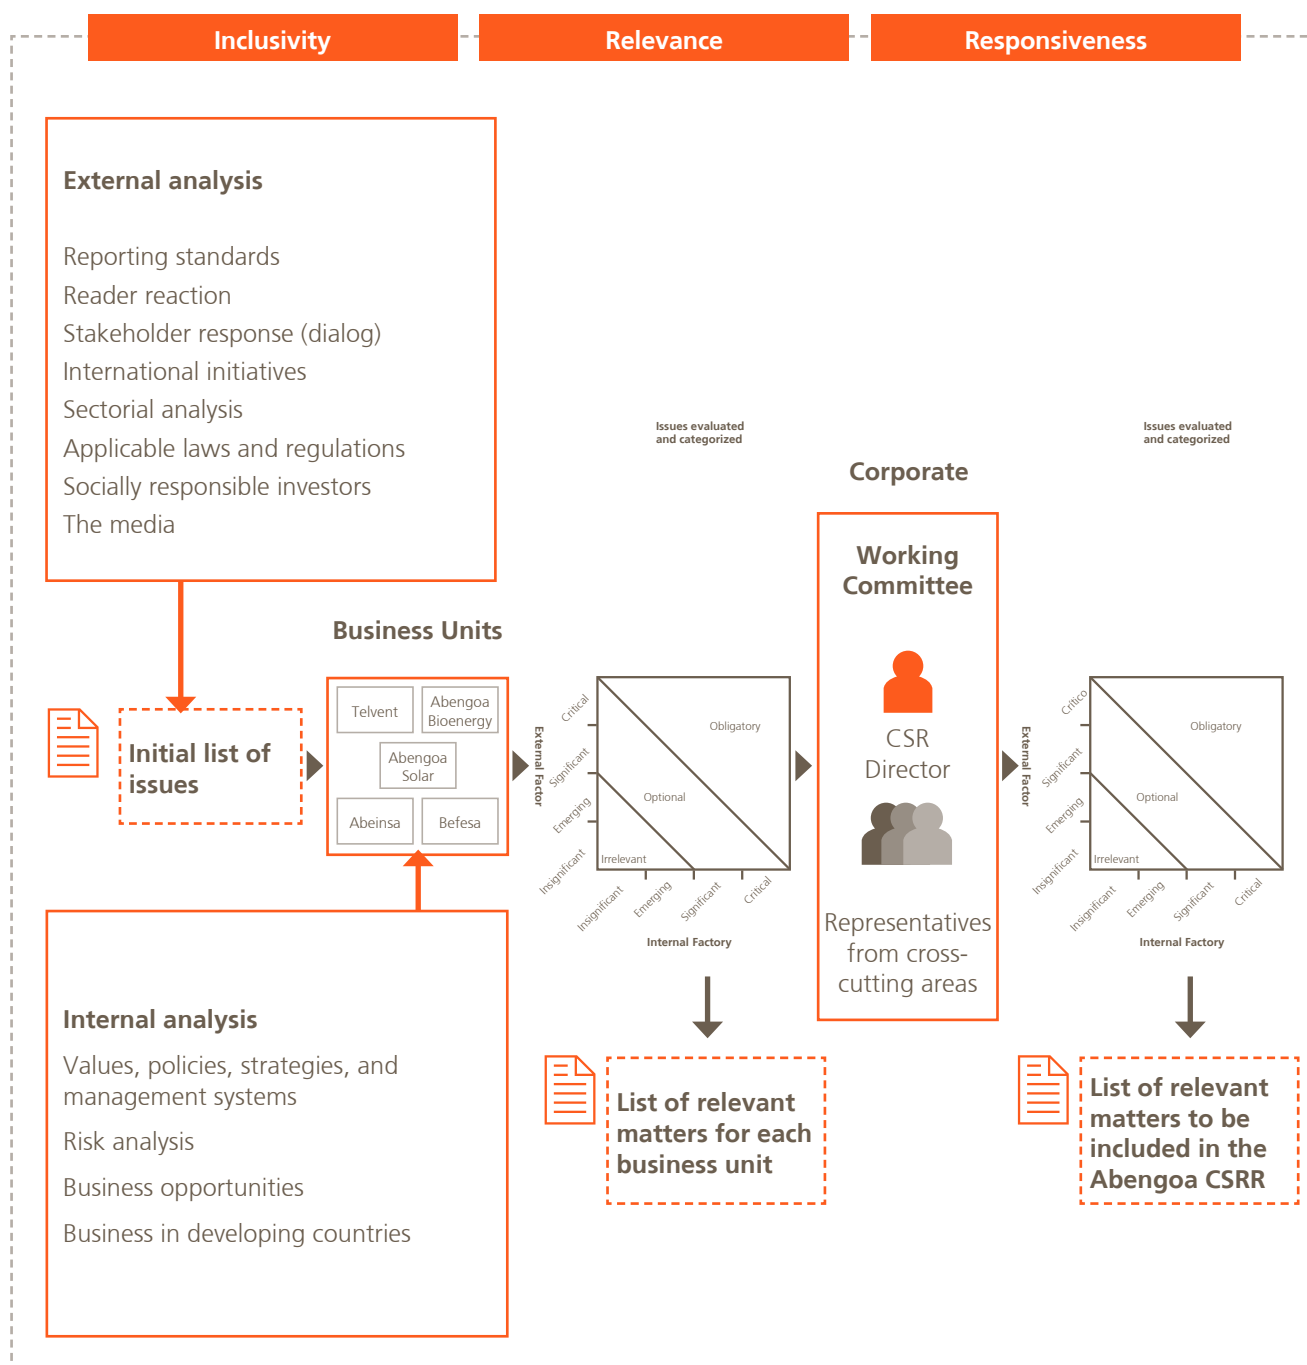 Inclusivity
Relevance
Responsiveness
External analysis
Reporting standards
Reader reaction
Stakeholder response (dialog)
International initiatives
Sectorial analysis
Applicable laws and regulations
Socially responsible investors
The media
Initial list of
issues
Business Units
Telvent
Abengoa
Bioenergy
Abengoa
Solar
Abeinsa
Befesa
Internal analysis
Values, policies, strategies, and
management systems
Risk analysis
Business opportunities
Business in developing countries
Issues evaluated
and categorized
External Factor
Critical
Significant
Emerging
Insignificant
Obligatory
Optional
Irrelevant
Insignificant
Emerging
Significant
Critical
Internal Factory
List of relevant
matters for each
business unit
Corporate
Working
Committee
CSR
Director
Representatives
from cross-
cutting areas
Issues evaluated
and categorized
External Factor
Crítico
Significant
Emerging
Insignificant
Obligatory
Optional
Irrelevant
Insignificant
Emerging
Significant
Critical
Internal Factory
List of relevant
matters to be
included in the
Abengoa CSRR